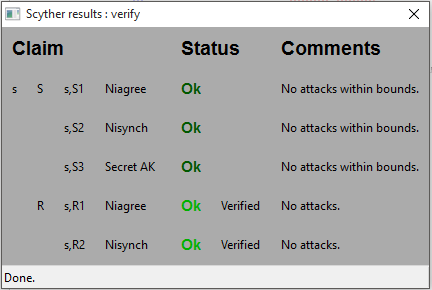 Scyther results : verify
Claim Status Comments
s S s,S1 Niagree Ok No attacks within bounds.
s,S2 Nisynch Ok No attacks within bounds.
s,S3 Secret AK Ok No attacks within bounds.
R s,R1 Niagree Ok Verified No attacks.
s,R2 Nisynch Ok Verified No attacks.
Done.